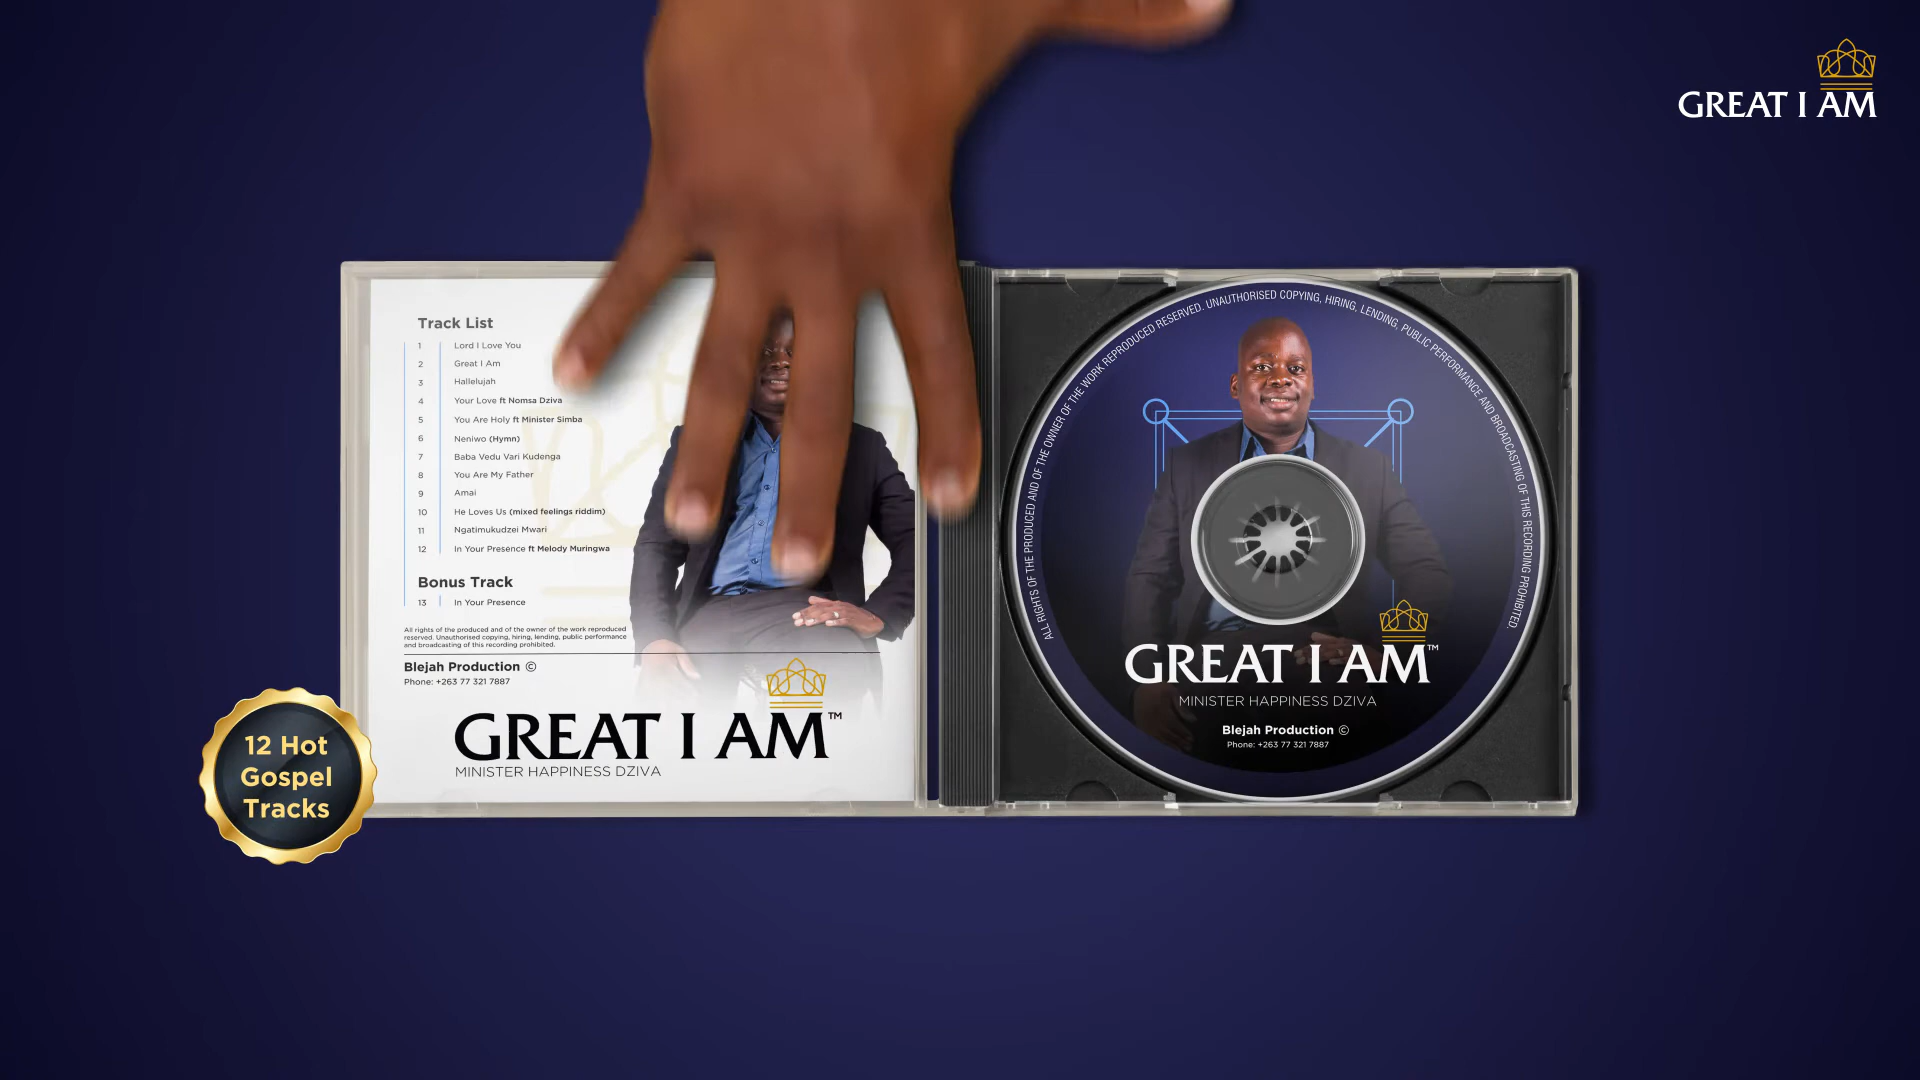 GREAT I AM
Track List
1 Lord I Love You
2 Great I Am
3 Hallelujah
4 Your Love ft Nomsa Dziva
5 You Are Holy ft Minister Simba
6 Neniwo (Hymn)
7 Baba Vedu Vari Kudenga
8 You Are My Father
9 Amai
10 He Loves Us (mixed feelings riddim)
11 Ngatimukudzei Mwari
12 In Your Presence ft Melody Muringwa
Bonus Track
13 In Your Presence
All rights of the produced and of the owner of the work reproduced
reserved. Unauthorised copying, hiring, lending, public performance
and broadcasting of this recording prohibited.
Blejah Production ©
Phone: +263 77 321 7887
GREAT I AM™
MINISTER HAPPINESS DZIVA
12 Hot
Gospel
Tracks
ALL RIGHTS OF THE PRODUCED AND OF THE OWNER OF THE WORK REPRODUCED RESERVED. UNAUTHORISED COPYING, HIRING, LENDING, PUBLIC PERFORMANCE AND BROADCASTING OF THIS RECORDING PROHIBITED.
GREAT I AM™
MINISTER HAPPINESS DZIVA
Blejah Production ©
Phone: +263 77 321 7887